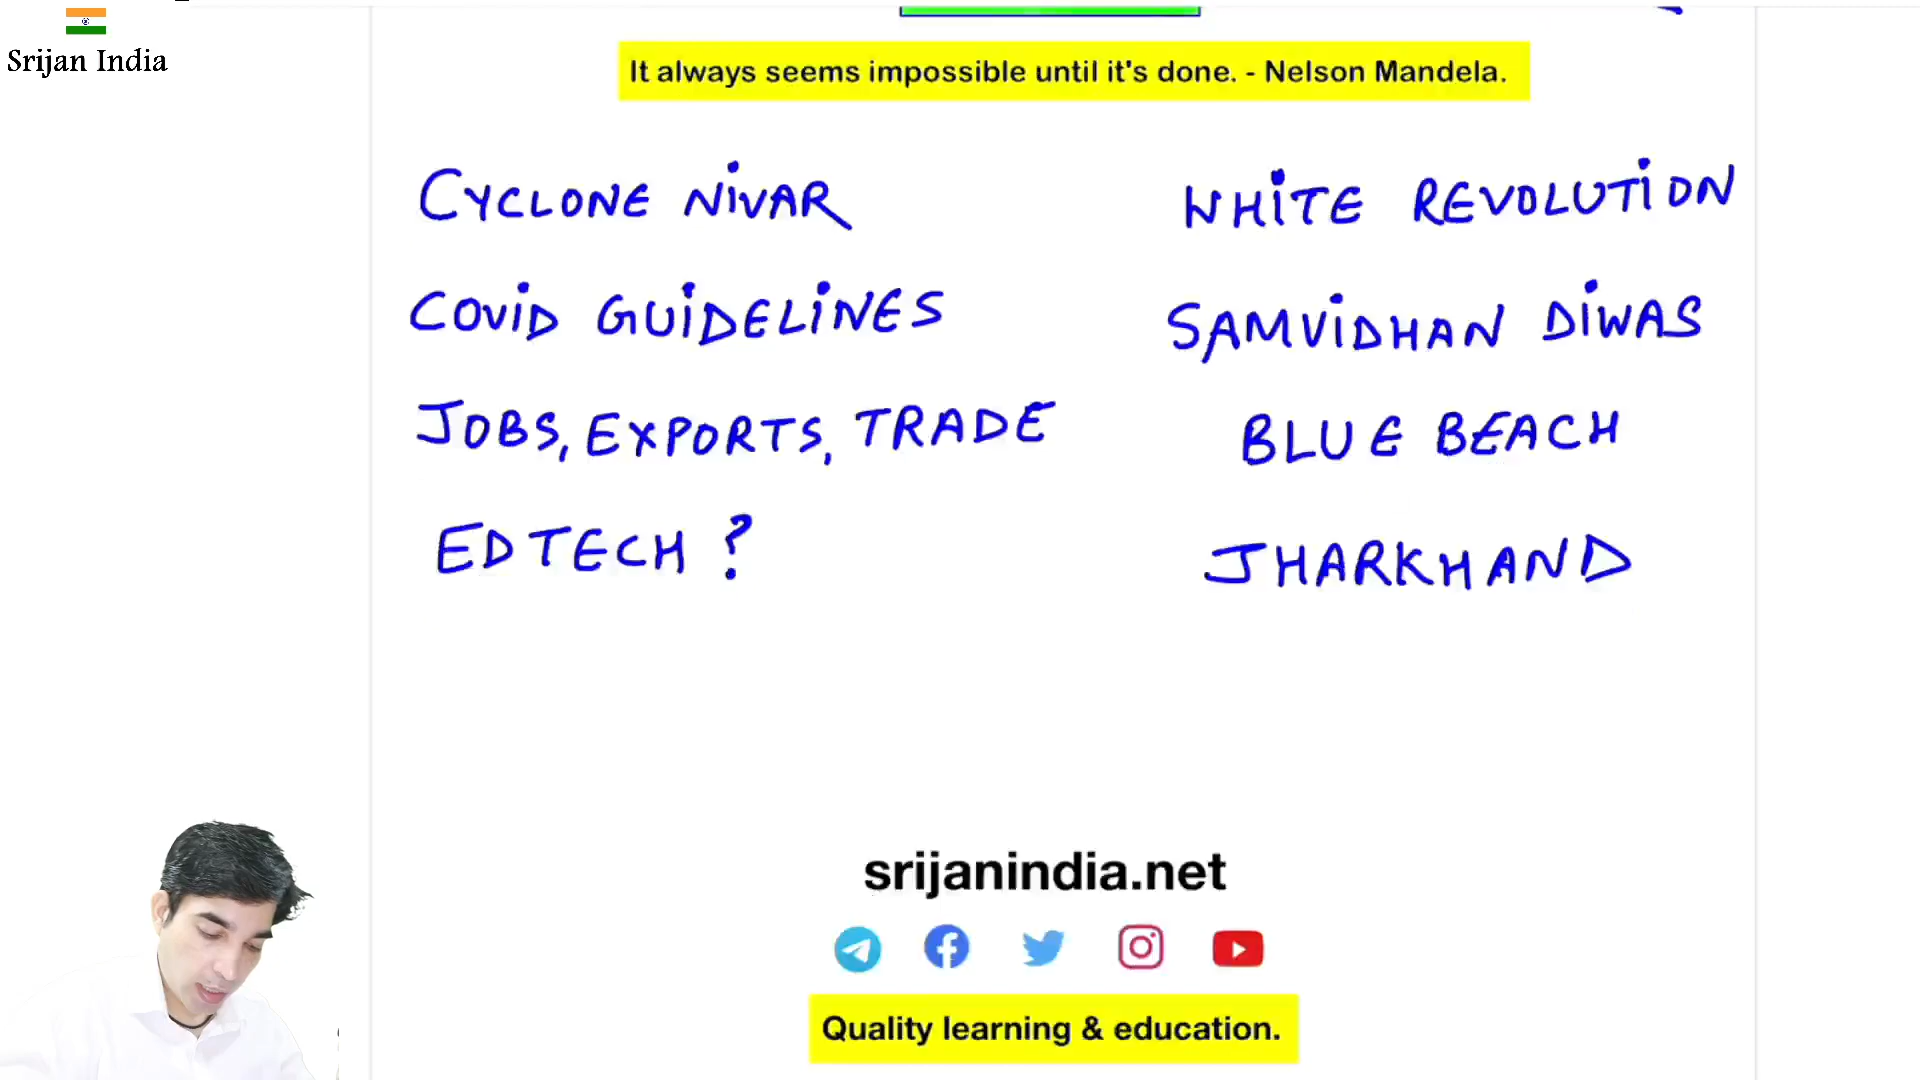 Srijan India
It always seems impossible until it's done. - Nelson Mandela.
CYCLONE NIVAR
WHITE REVOLUTION
COVID GUIDELINES
SAMVIDHAN DIWAS
JOBS, EXPORTS, TRADE
BLUE BEACH
EDTECH ?
JHARKHAND
srijanindia.net
Quality learning & education.